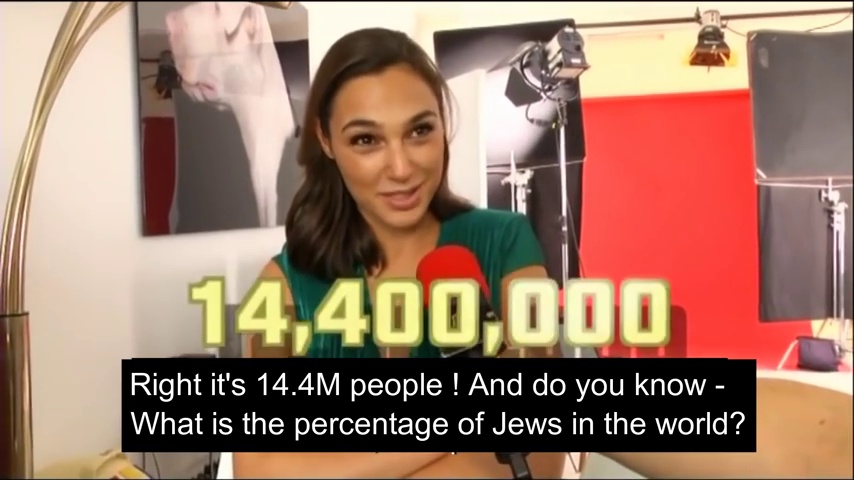 14,400,000
Right it's 14.4M people ! And do you know -
What is the percentage of Jews in the world?